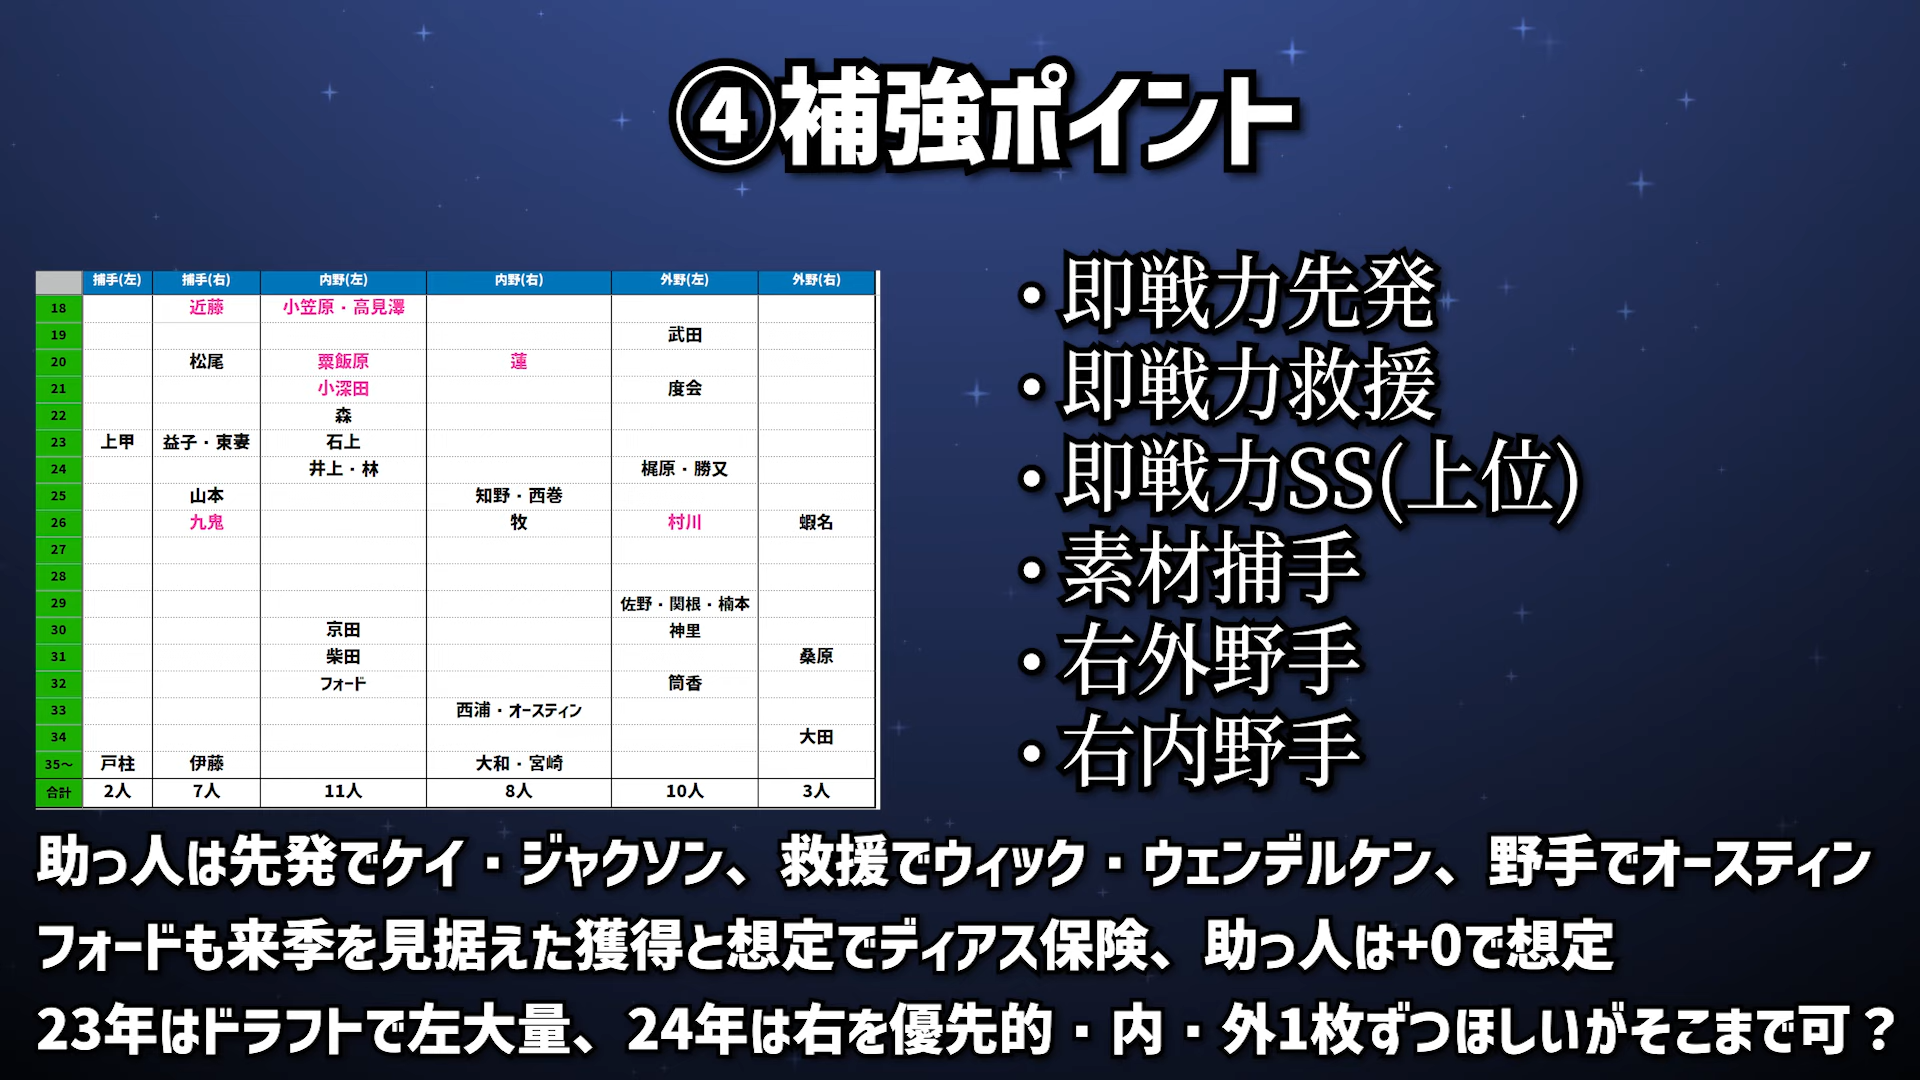 ④補強ポイント
捕手(左) 捕手(右) 内野(左) 内野(右) 外野(左) 外野(右)
18 近藤 小笠原・高見澤
19 武田
20 松尾 粟飯原 蓮
21 小深田 度会
22 森
23 上甲 益子・東妻 石上
24 井上・林 梶原・勝又
25 山本 知野・西巻
26 九鬼 牧 村川 蝦名
27
28
29 佐野・関根・楠本
30 京田 神里
31 柴田 桑原
32 フォード 筒香
33 西浦・オースティン
34 大田
35～ 戸柱 伊藤 大和・宮崎
合計 2人 7人 11人 8人 10人 3人
・即戦力先発
・即戦力救援
・即戦力SS(上位)
・素材捕手
・右外野手
・右内野手
助っ人は先発でケイ・ジャクソン、救援でウィック・ウェンデルケン、野手でオースティン
フォードも来季を見据えた獲得と想定でディアス保険、助っ人は+0で想定
23年はドラフトで左大量、24年は右を優先的・内・外1枚ずつほしいがそこまで可？